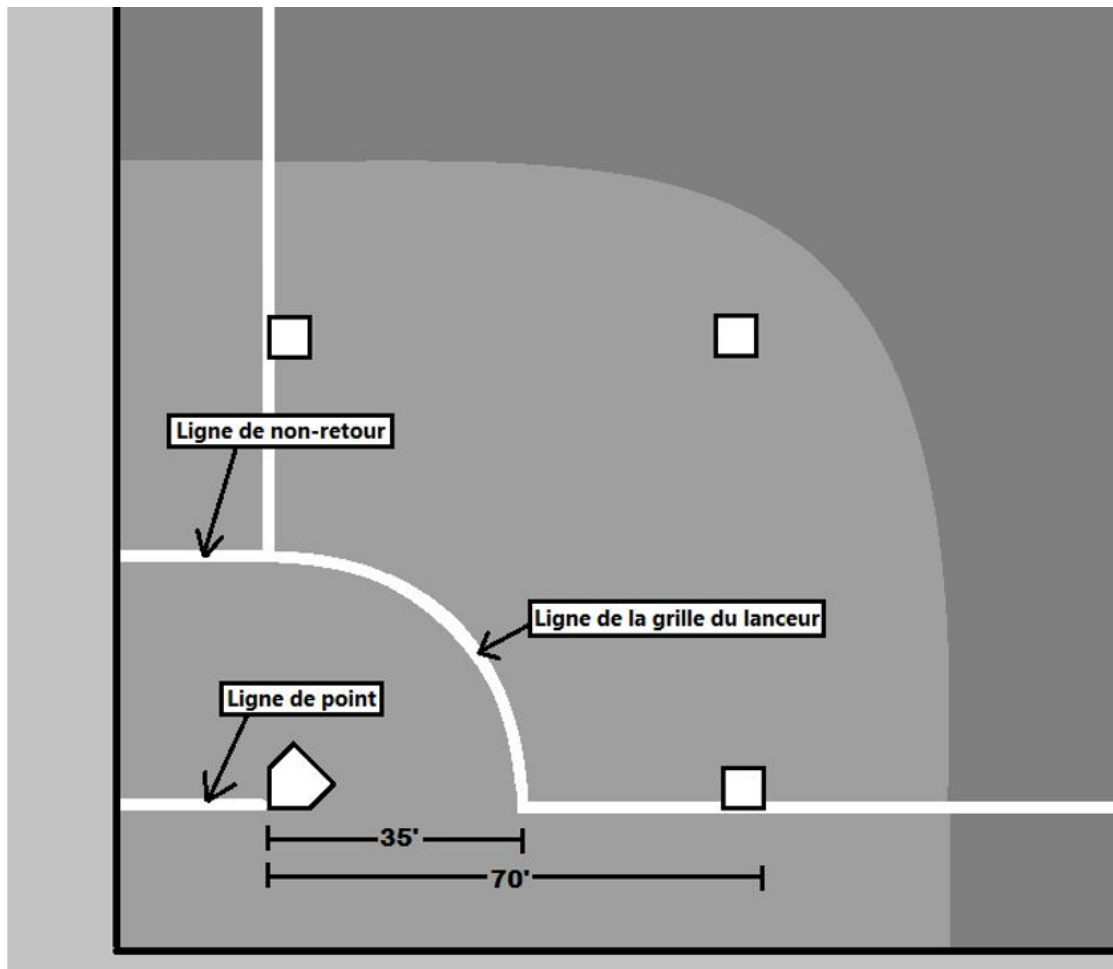 Ligne de non-retour
Ligne de la grille du lanceur
Ligne de point
35'
70'